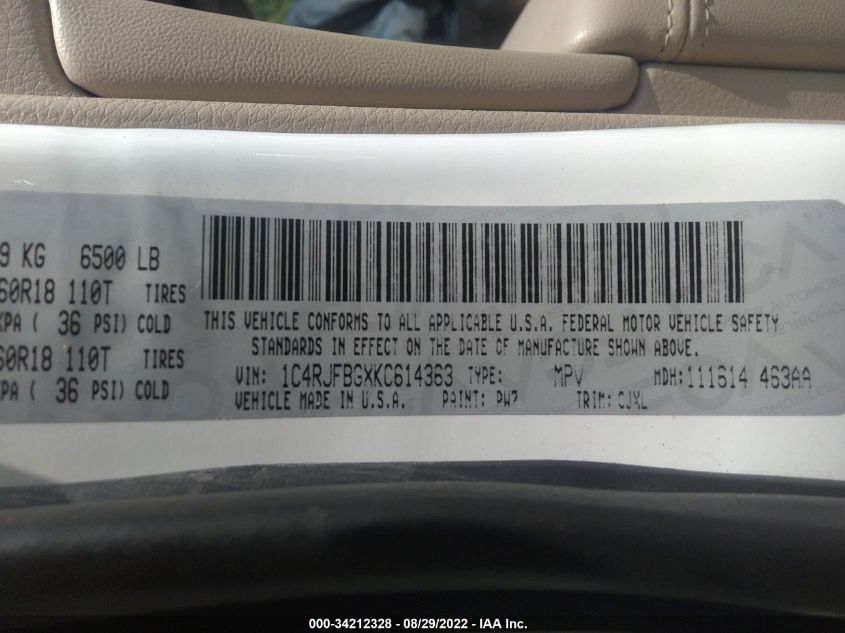 9 KG 6500 LB
60R18 110T TIRES
KPA ( 36 PSI) COLD
60R18 110T TIRES
PA ( 36 PSI) COLD
THIS VEHICLE CONFORMS TO ALL APPLICABLE U.S.A. FEDERAL MOTOR VEHICLE SAFETY
STANDARDS IN EFFECT ON THE DATE OF MANUFACTURE SHOWN ABOVE.
VIN: 1C4RJFBGXKC614363 TYPE: MPV MDH:111614 463AA
VEHICLE MADE IN U.S.A. PAINT: PW7 TRIM: CJXL
000-34212328 - 08/29/2022 - IAA Inc.